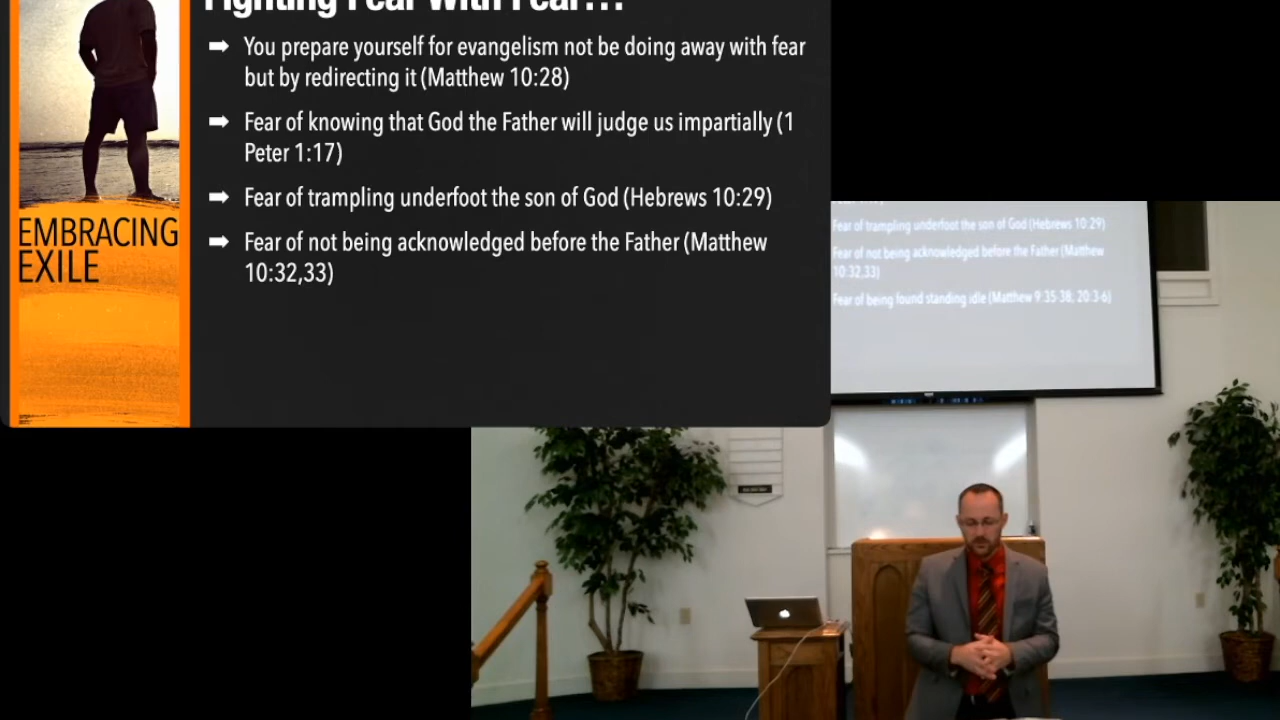 Fighting Fear With Fear…
You prepare yourself for evangelism not be doing away with fear
but by redirecting it (Matthew 10:28)
Fear of knowing that God the Father will judge us impartially (1
Peter 1:17)
Fear of trampling underfoot the son of God (Hebrews 10:29)
Fear of not being acknowledged before the Father (Matthew
10:32,33)
EMBRACING
EXILE
Fear of trampling underfoot the son of God (Hebrews 10:29)
Fear of not being acknowledged before the Father (Matthew
10:32,33)
Fear of being found standing idle (Matthew 9:35-38; 20:3-6)